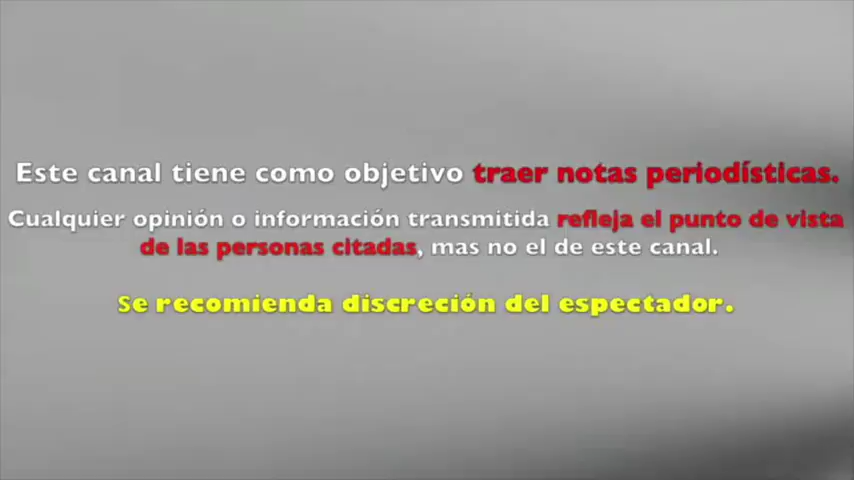 Este canal tiene como objetivo traer notas periodísticas.
Cualquier opinión o información transmitida refleja el punto de vista
de las personas citadas, mas no el de este canal.
Se recomienda discreción del espectador.